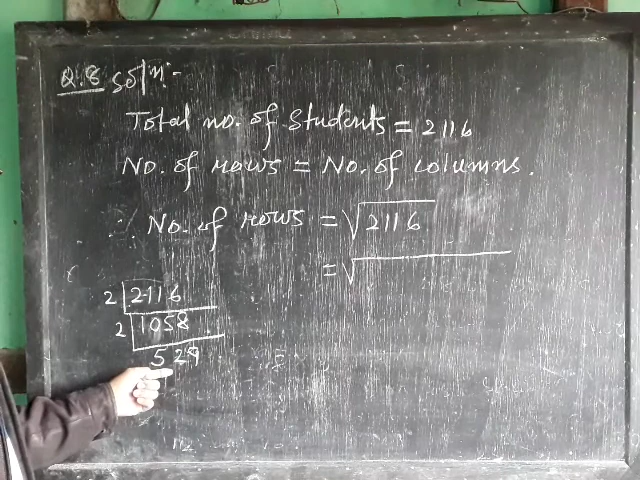 Q.8 Solⁿ:-
Total no. of Students = 2116
No. of rows = No. of columns.
∴ No. of rows = √2116
= √
2 | 2116
2 | 1058
529